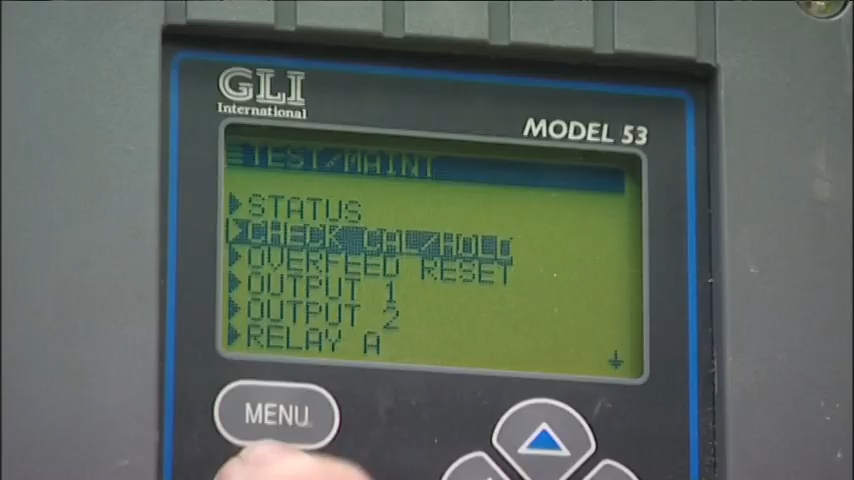 GLI
International
MODEL 53
TEST/MAINT
STATUS
CHECK CAL/HOLD
OVERFEED RESET
OUTPUT 1
OUTPUT 2
RELAY A
MENU